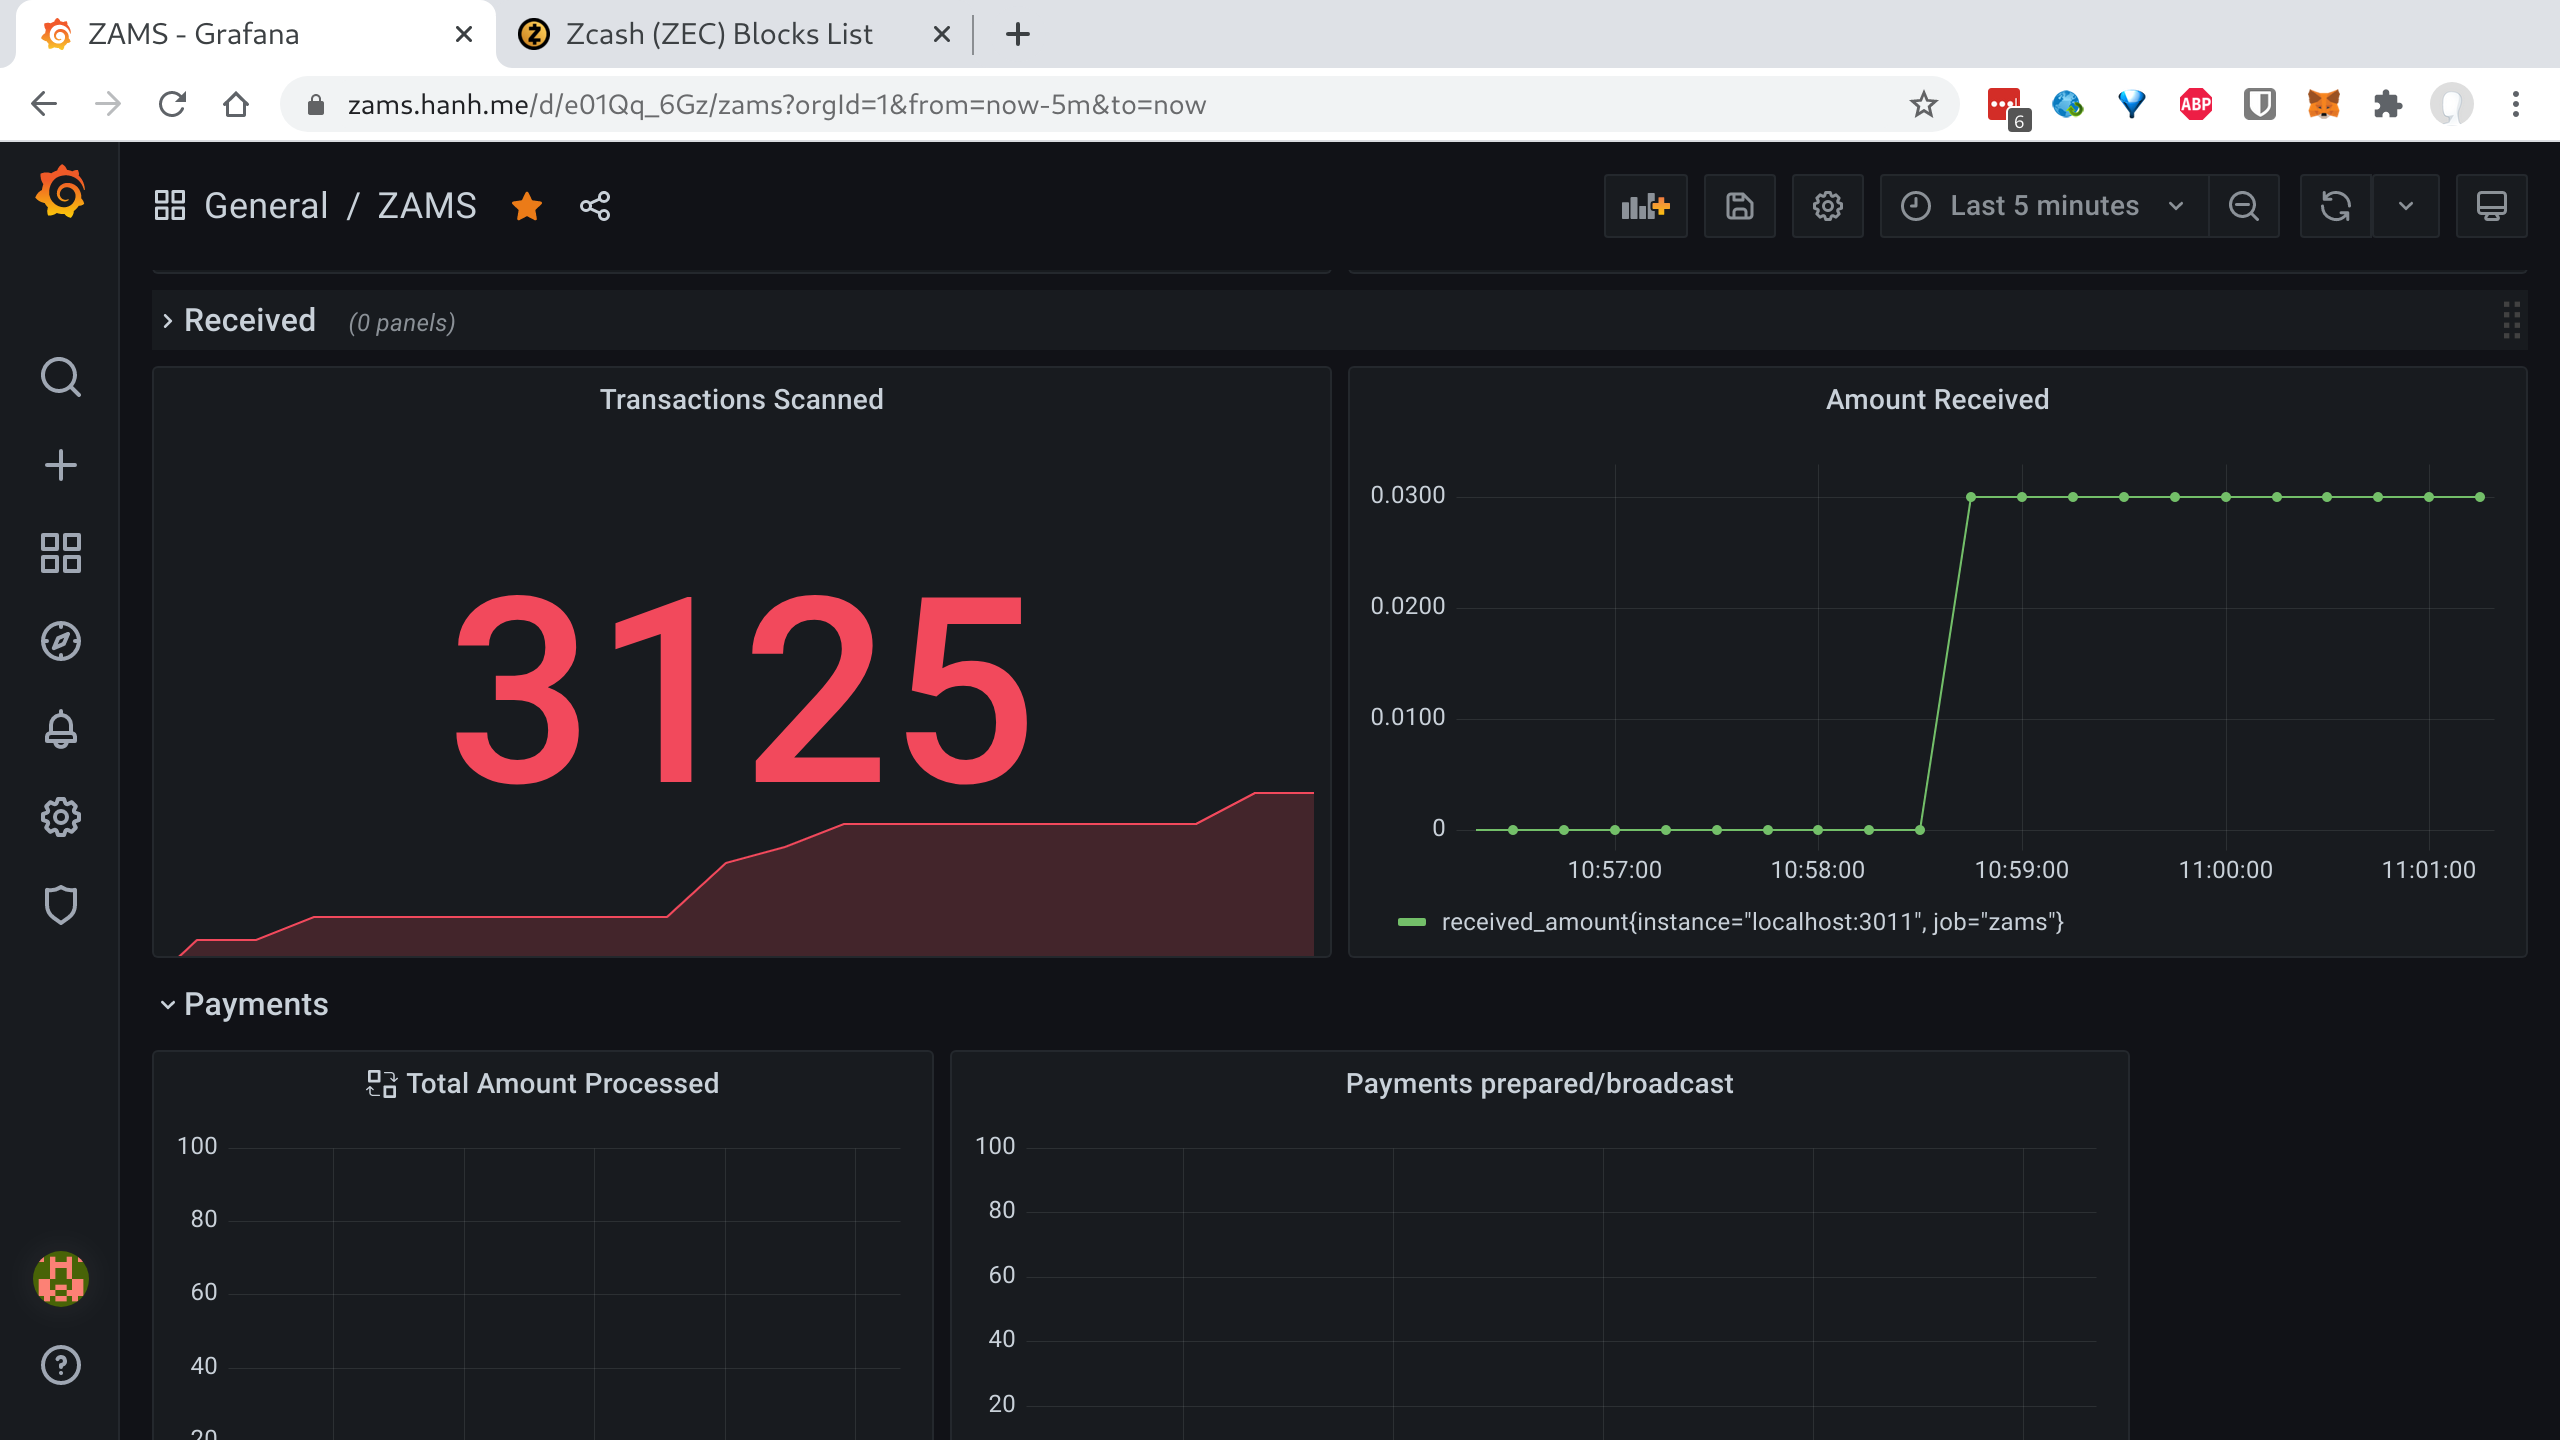 ZAMS - Grafana
Zcash (ZEC) Blocks List
zams.hanh.me/d/e01Qq_6Gz/zams?orgId=1&from=now-5m&to=now
6
ABP
General / ZAMS
Last 5 minutes
Received (0 panels)
Transactions Scanned
3125
Amount Received
0.0300
0.0200
0.0100
0
10:57:00 10:58:00 10:59:00 11:00:00 11:01:00
received_amount{instance="localhost:3011", job="zams"}
Payments
Total Amount Processed
100
80
60
40
20
Payments prepared/broadcast
100
80
60
40
20